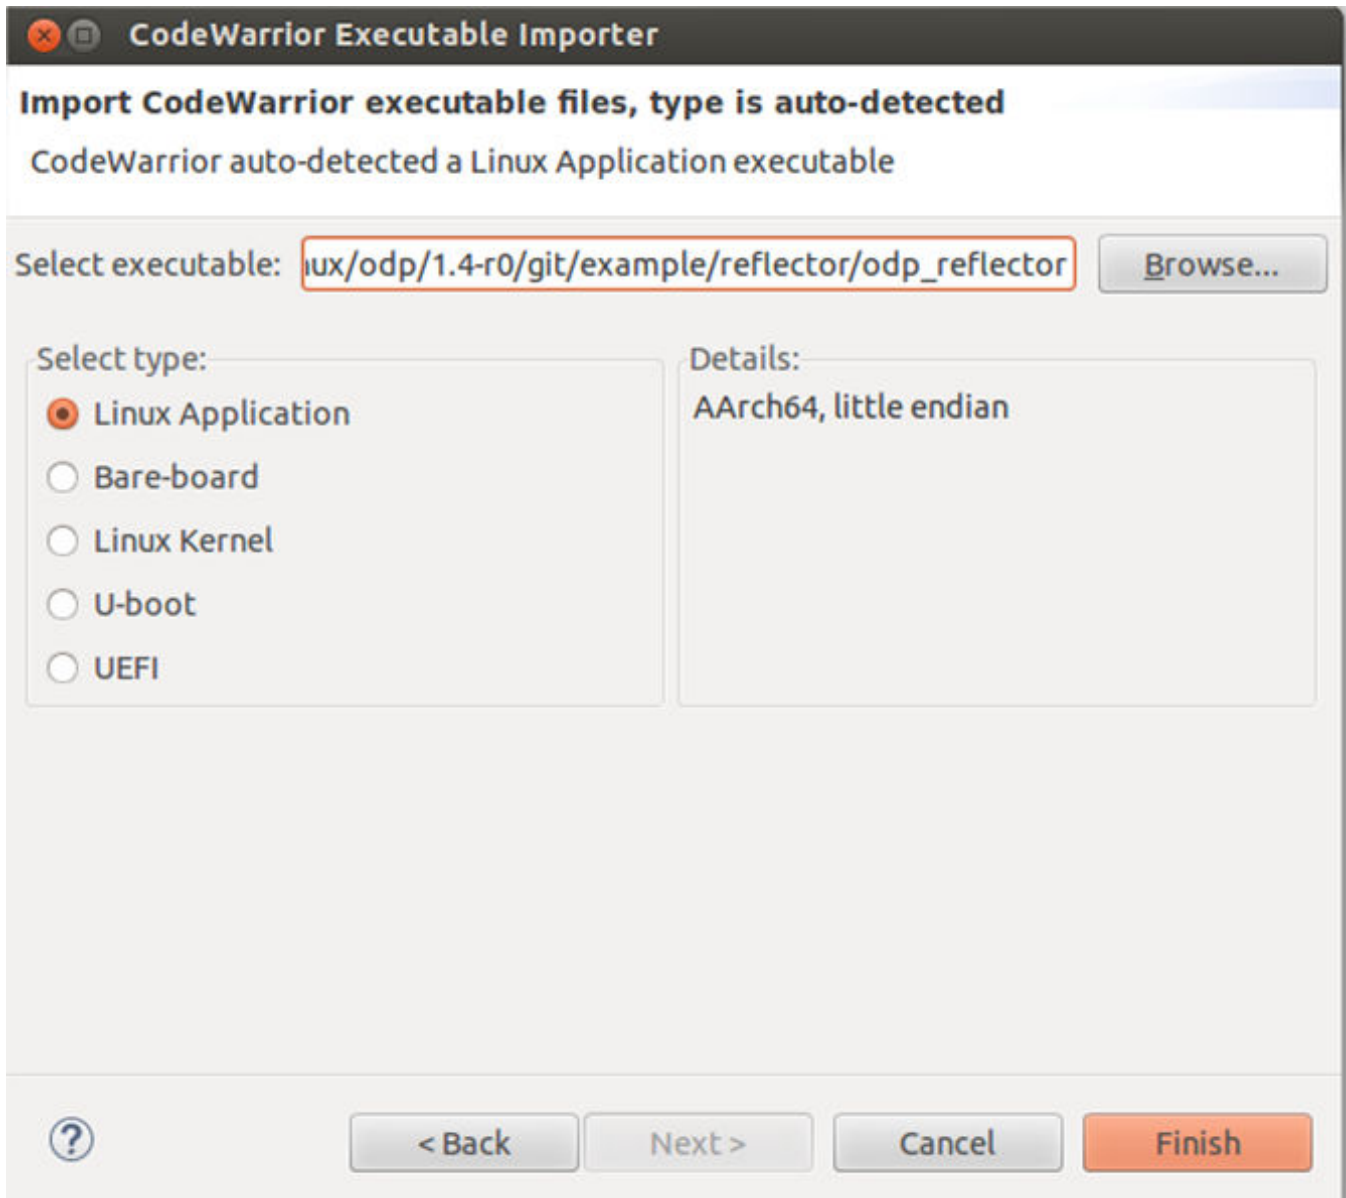 CodeWarrior Executable Importer
Import CodeWarrior executable files, type is auto-detected
CodeWarrior auto-detected a Linux Application executable
Select executable: ux/odp/1.4-r0/git/example/reflector/odp_reflector Browse...
Select type:
Linux Application
Bare-board
Linux Kernel
U-boot
UEFI
Details:
AArch64, little endian
? < Back Next > Cancel Finish